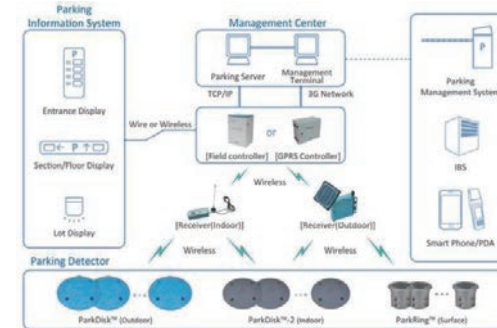 Parking
Information System
P
Entrance Display
← P ↑
Section/Floor Display
Lot Display
Management Center
Parking Server
Management
Terminal
TCP/IP
3G Network
Wire or Wireless
[Field controller]
or
[GPRS Controller]
Wireless
[Receiver(Indoor)]
[Receiver(Outdoor)]
Wireless
Wireless
P
Parking
Management System
IBS
Smart Phone/PDA
Parking Detector
ParkDisk™ (Outdoor)
ParkDisk™-2 (Indoor)
ParkRing™ (Surface)